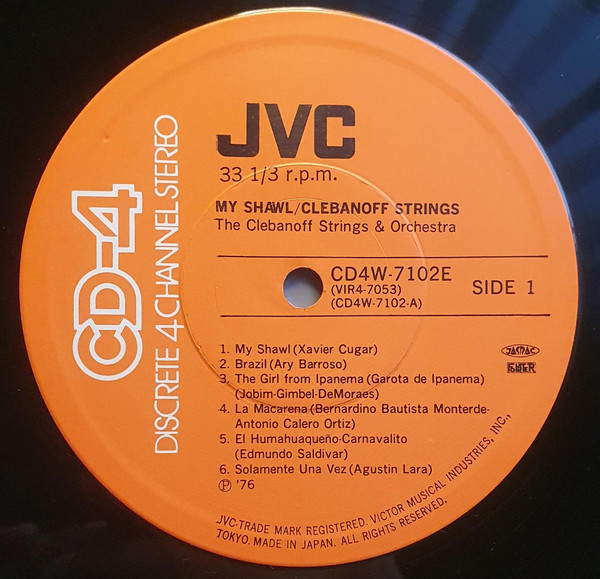 JVC
33 1/3 r.p.m.
CD-4
DISCRETE 4 CHANNEL STEREO
MY SHAWL/CLEBANOFF STRINGS
The Clebanoff Strings & Orchestra
CD4W-7102E
(VIR4-7053)
(CD4W-7102-A)
SIDE 1
1. My Shawl (Xavier Cugar)
2. Brazil (Ary Barroso)
3. The Girl from Ipanema (Garota de Ipanema)
(Jobim-Gimbel-DeMoraes)
4. La Macarena (Bernardino Bautista Monterde-
Antonio Calero Ortiz)
5. El Humahuaqueño-Carnavalito
(Edmundo Saldivar)
6. Solamente Una Vez (Agustin Lara)
Ⓟ '76
JASRAC
JVC-TRADE MARK REGISTERED. VICTOR MUSICAL INDUSTRIES, INC.,
TOKYO. MADE IN JAPAN. ALL RIGHTS RESERVED.